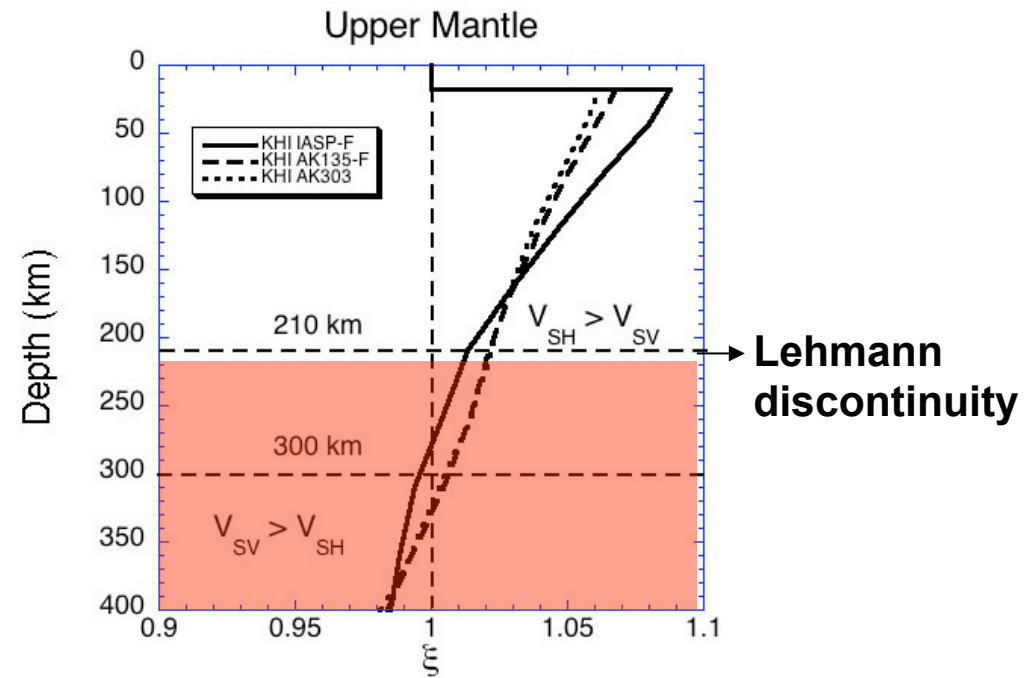 Upper Mantle
0
50
100
150
200
250
300
350
400
Depth (km)
KHI IASP-F
KHI AK135-F
KHI AK303
210 km
V_SH > V_SV
Lehmann
discontinuity
300 km
V_SV > V_SH
0.9
0.95
1
1.05
1.1
ξ